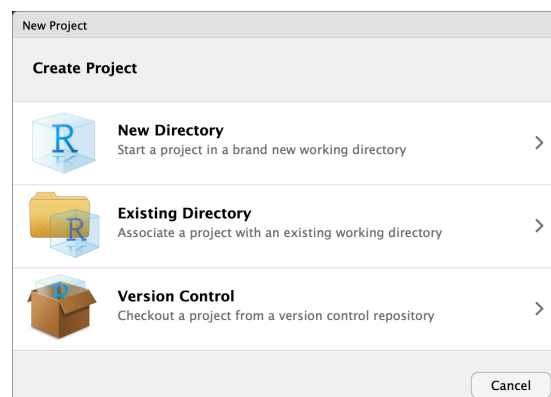 New Project
Create Project
R
New Directory
Start a project in a brand new working directory
R
Existing Directory
Associate a project with an existing working directory
R
Version Control
Checkout a project from a version control repository
Cancel